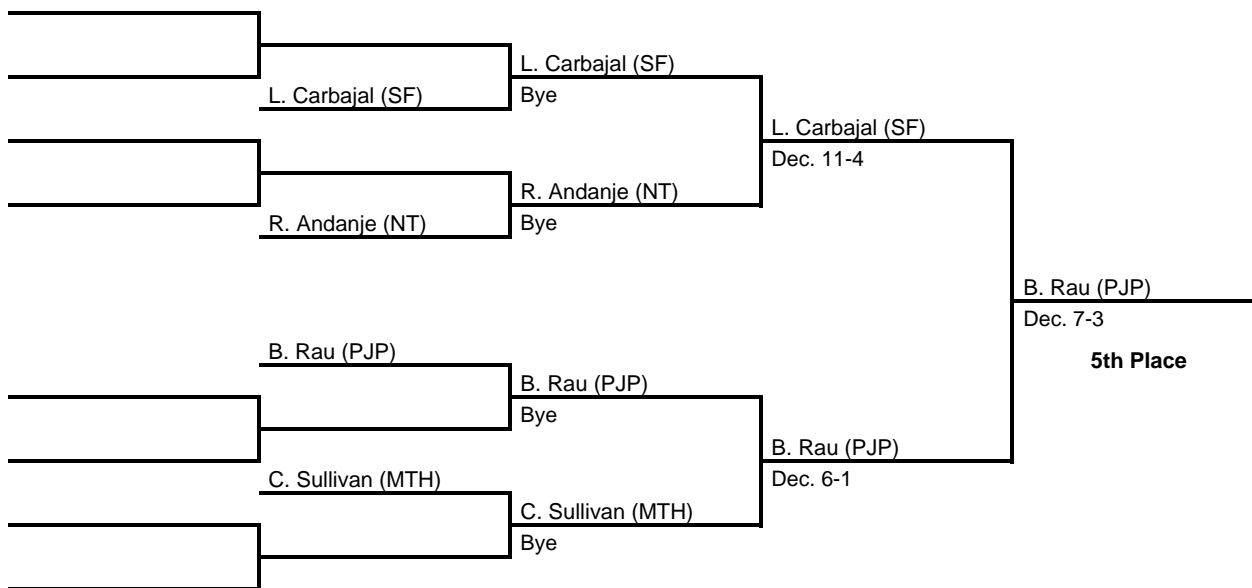 L. Carbajal (SF)
L. Carbajal (SF)
Bye
L. Carbajal (SF)
Dec. 11-4
R. Andanje (NT)
R. Andanje (NT)
Bye
B. Rau (PJP)
Dec. 7-3
5th Place
B. Rau (PJP)
B. Rau (PJP)
Bye
B. Rau (PJP)
Dec. 6-1
C. Sullivan (MTH)
C. Sullivan (MTH)
Bye